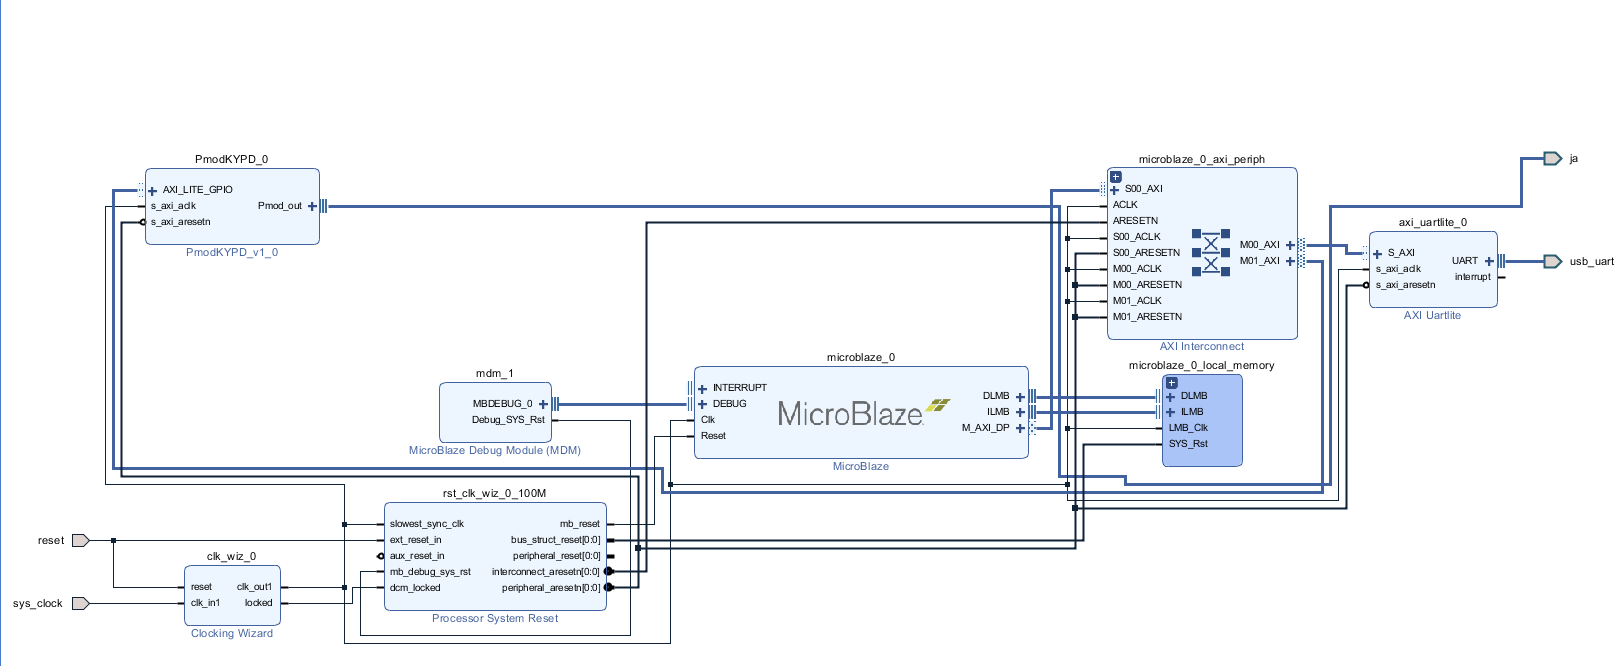 PmodKYPD_0
AXI_LITE_GPIO
s_axi_aclk
s_axi_aresetn
Pmod_out
PmodKYPD_v1_0
mdm_1
MBDEBUG_0
Debug_SYS_Rst
MicroBlaze Debug Module (MDM)
microblaze_0
INTERRUPT
DEBUG
Clk
Reset
MicroBlaze
DLMB
ILMB
M_AXI_DP
MicroBlaze
microblaze_0_axi_periph
S00_AXI
ACLK
ARESETN
S00_ACLK
S00_ARESETN
M00_ACLK
M00_ARESETN
M01_ACLK
M01_ARESETN
M00_AXI
M01_AXI
AXI Interconnect
microblaze_0_local_memory
DLMB
ILMB
LMB_Clk
SYS_Rst
axi_uartlite_0
S_AXI
s_axi_aclk
s_axi_aresetn
UART
interrupt
AXI Uartlite
ja
usb_uart
rst_clk_wiz_0_100M
slowest_sync_clk
ext_reset_in
aux_reset_in
mb_debug_sys_rst
dcm_locked
mb_reset
bus_struct_reset[0:0]
peripheral_reset[0:0]
interconnect_aresetn[0:0]
peripheral_aresetn[0:0]
Processor System Reset
reset
sys_clock
clk_wiz_0
reset
clk_in1
clk_out1
locked
Clocking Wizard